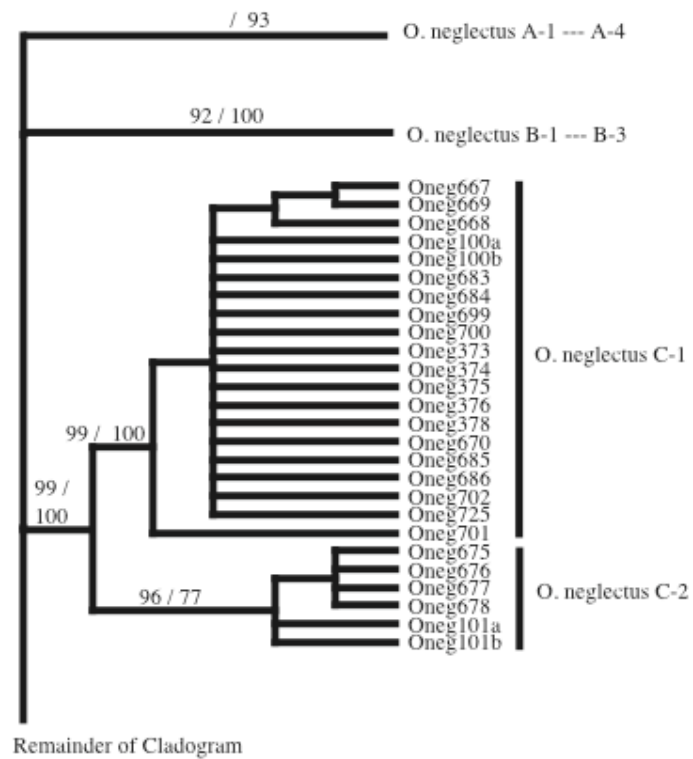 / 93
O. neglectus A-1 --- A-4
92 / 100
O. neglectus B-1 --- B-3
Oneg667
Oneg669
Oneg668
Oneg100a
Oneg100b
Oneg683
Oneg684
Oneg699
Oneg700
Oneg373
Oneg374
Oneg375
Oneg376
Oneg378
Oneg670
Oneg685
Oneg686
Oneg702
Oneg725
Oneg701
O. neglectus C-1
99 / 100
99 /
100
Oneg675
Oneg676
Oneg677
Oneg678
Oneg101a
Oneg101b
O. neglectus C-2
96 / 77
Remainder of Cladogram